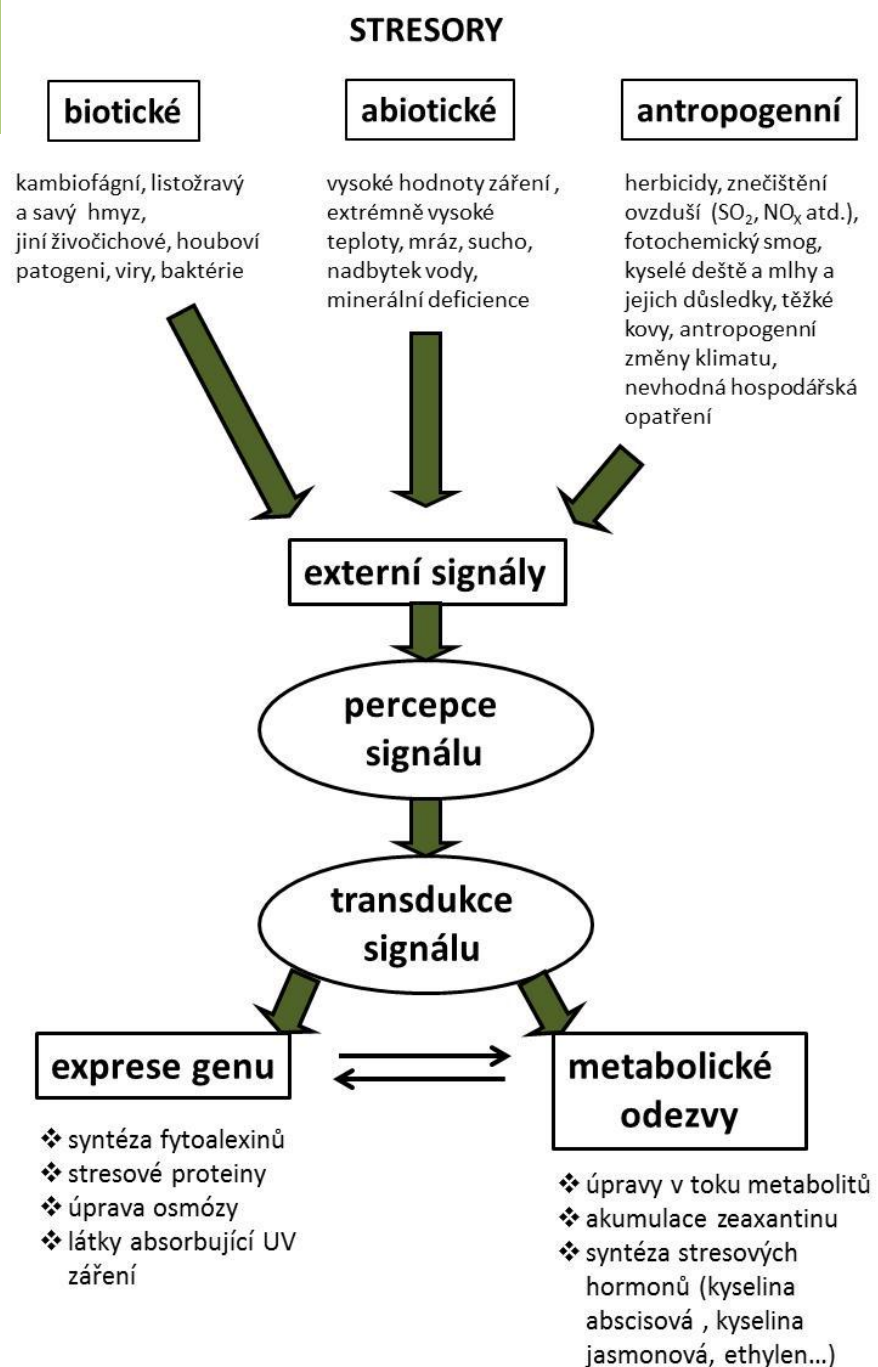 STRESORY
biotické
kambiofágní, listožravý
a savý hmyz,
jiní živočichové, houboví
patogeni, viry, baktérie
abiotické
vysoké hodnoty záření ,
extrémně vysoké
teploty, mráz, sucho,
nadbytek vody,
minerální deficience
antropogenní
herbicidy, znečištění
ovzduší (SO₂, NOₓ atd.),
fotochemický smog,
kyselé deště a mlhy a
jejich důsledky, těžké
kovy, antropogenní
změny klimatu,
nevhodná hospodářská
opatření
externí signály
percepce
signálu
transdukce
signálu
exprese genu
❖ syntéza fytoalexinů
❖ stresové proteiny
❖ úprava osmózy
❖ látky absorbující UV
záření
metabolické
odezvy
❖ úpravy v toku metabolitů
❖ akumulace zeaxantinu
❖ syntéza stresových
hormonů (kyselina
abscisová , kyselina
jasmonová, ethylen...)